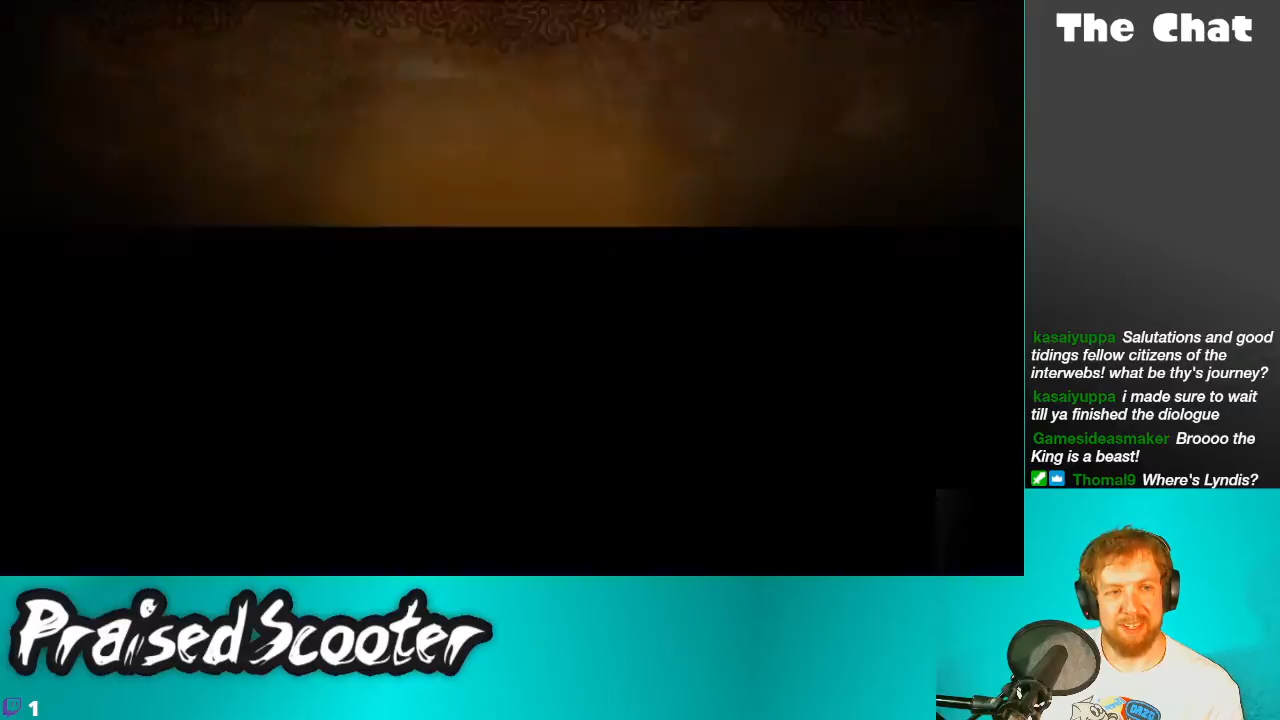 The Chat
kasaiyuppa Salutations and good
tidings fellow citizens of the
interwebs! what be thy's journey?
kasaiyuppa i made sure to wait
till ya finished the diologue
Gamesideasmaker Broooo the
King is a beast!
Thomal9 Where's Lyndis?
PraisedScooter
1